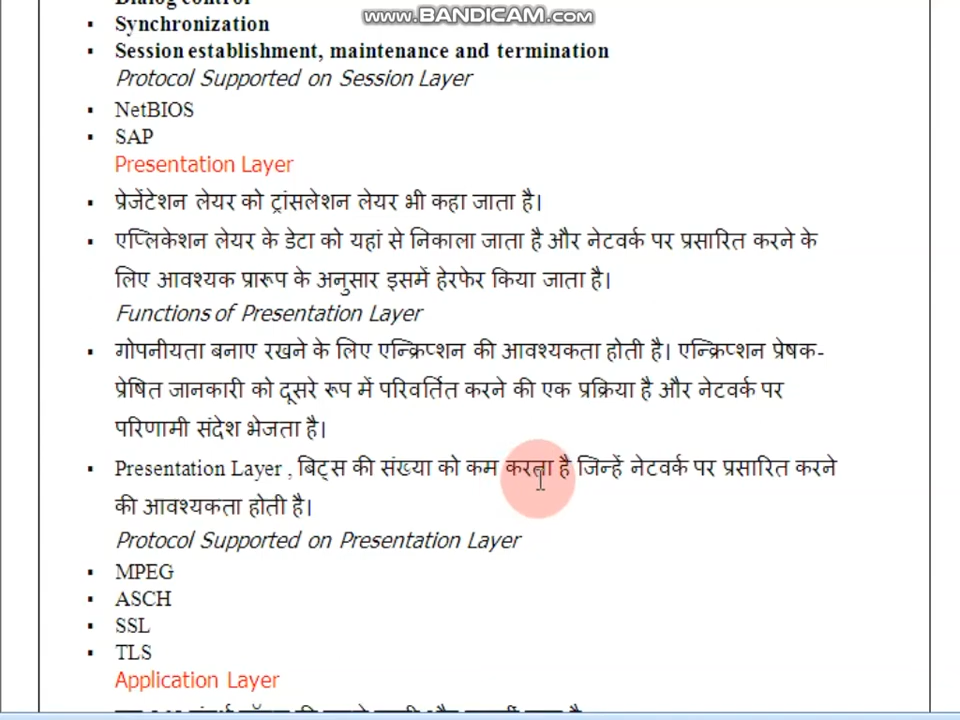 www.BANDICAM.com
Dialog control
Synchronization
Session establishment, maintenance and termination
Protocol Supported on Session Layer
NetBIOS
SAP
Presentation Layer
प्रेजेंटेशन लेयर को ट्रांसलेशन लेयर भी कहा जाता है।
एप्लिकेशन लेयर के डेटा को यहां से निकाला जाता है और नेटवर्क पर प्रसारित करने के
लिए आवश्यक प्रारूप के अनुसार इसमें हेरफेर किया जाता है।
Functions of Presentation Layer
गोपनीयता बनाए रखने के लिए एन्क्रिप्शन की आवश्यकता होती है। एन्क्रिप्शन प्रेषक-
प्रेषित जानकारी को दूसरे रूप में परिवर्तित करने की एक प्रक्रिया है और नेटवर्क पर
परिणामी संदेश भेजता है।
Presentation Layer , बिट्स की संख्या को कम करता है जिन्हें नेटवर्क पर प्रसारित करने
की आवश्यकता होती है।
Protocol Supported on Presentation Layer
MPEG
ASCH
SSL
TLS
Application Layer